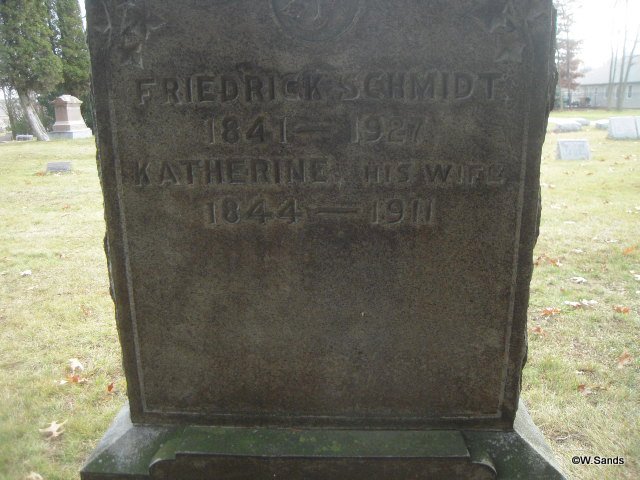 FRIEDRICK SCHMIDT
1841 — 1927
KATHERINE HIS WIFE
1844 — 1911
©W.Sands